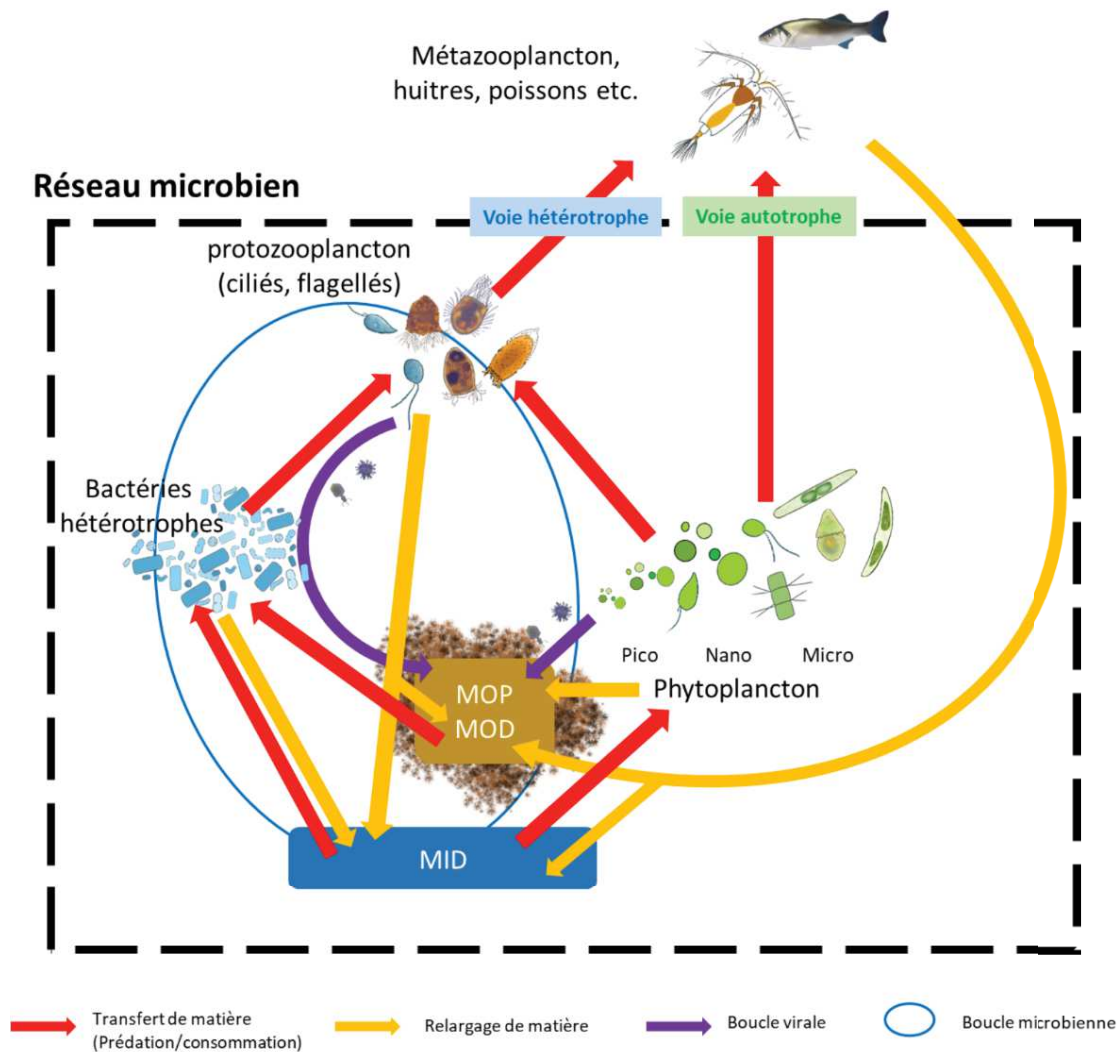 Métazooplancton,
huitres, poissons etc.
Réseau microbien
Voie hétérotrophe
Voie autotrophe
protozooplancton
(ciliés, flagellés)
Bactéries
hétérotrophes
Pico Nano Micro
Phytoplancton
MOP
MOD
MID
Transfert de matière
(Prédation/consommation)
Relargage de matière
Boucle virale
Boucle microbienne